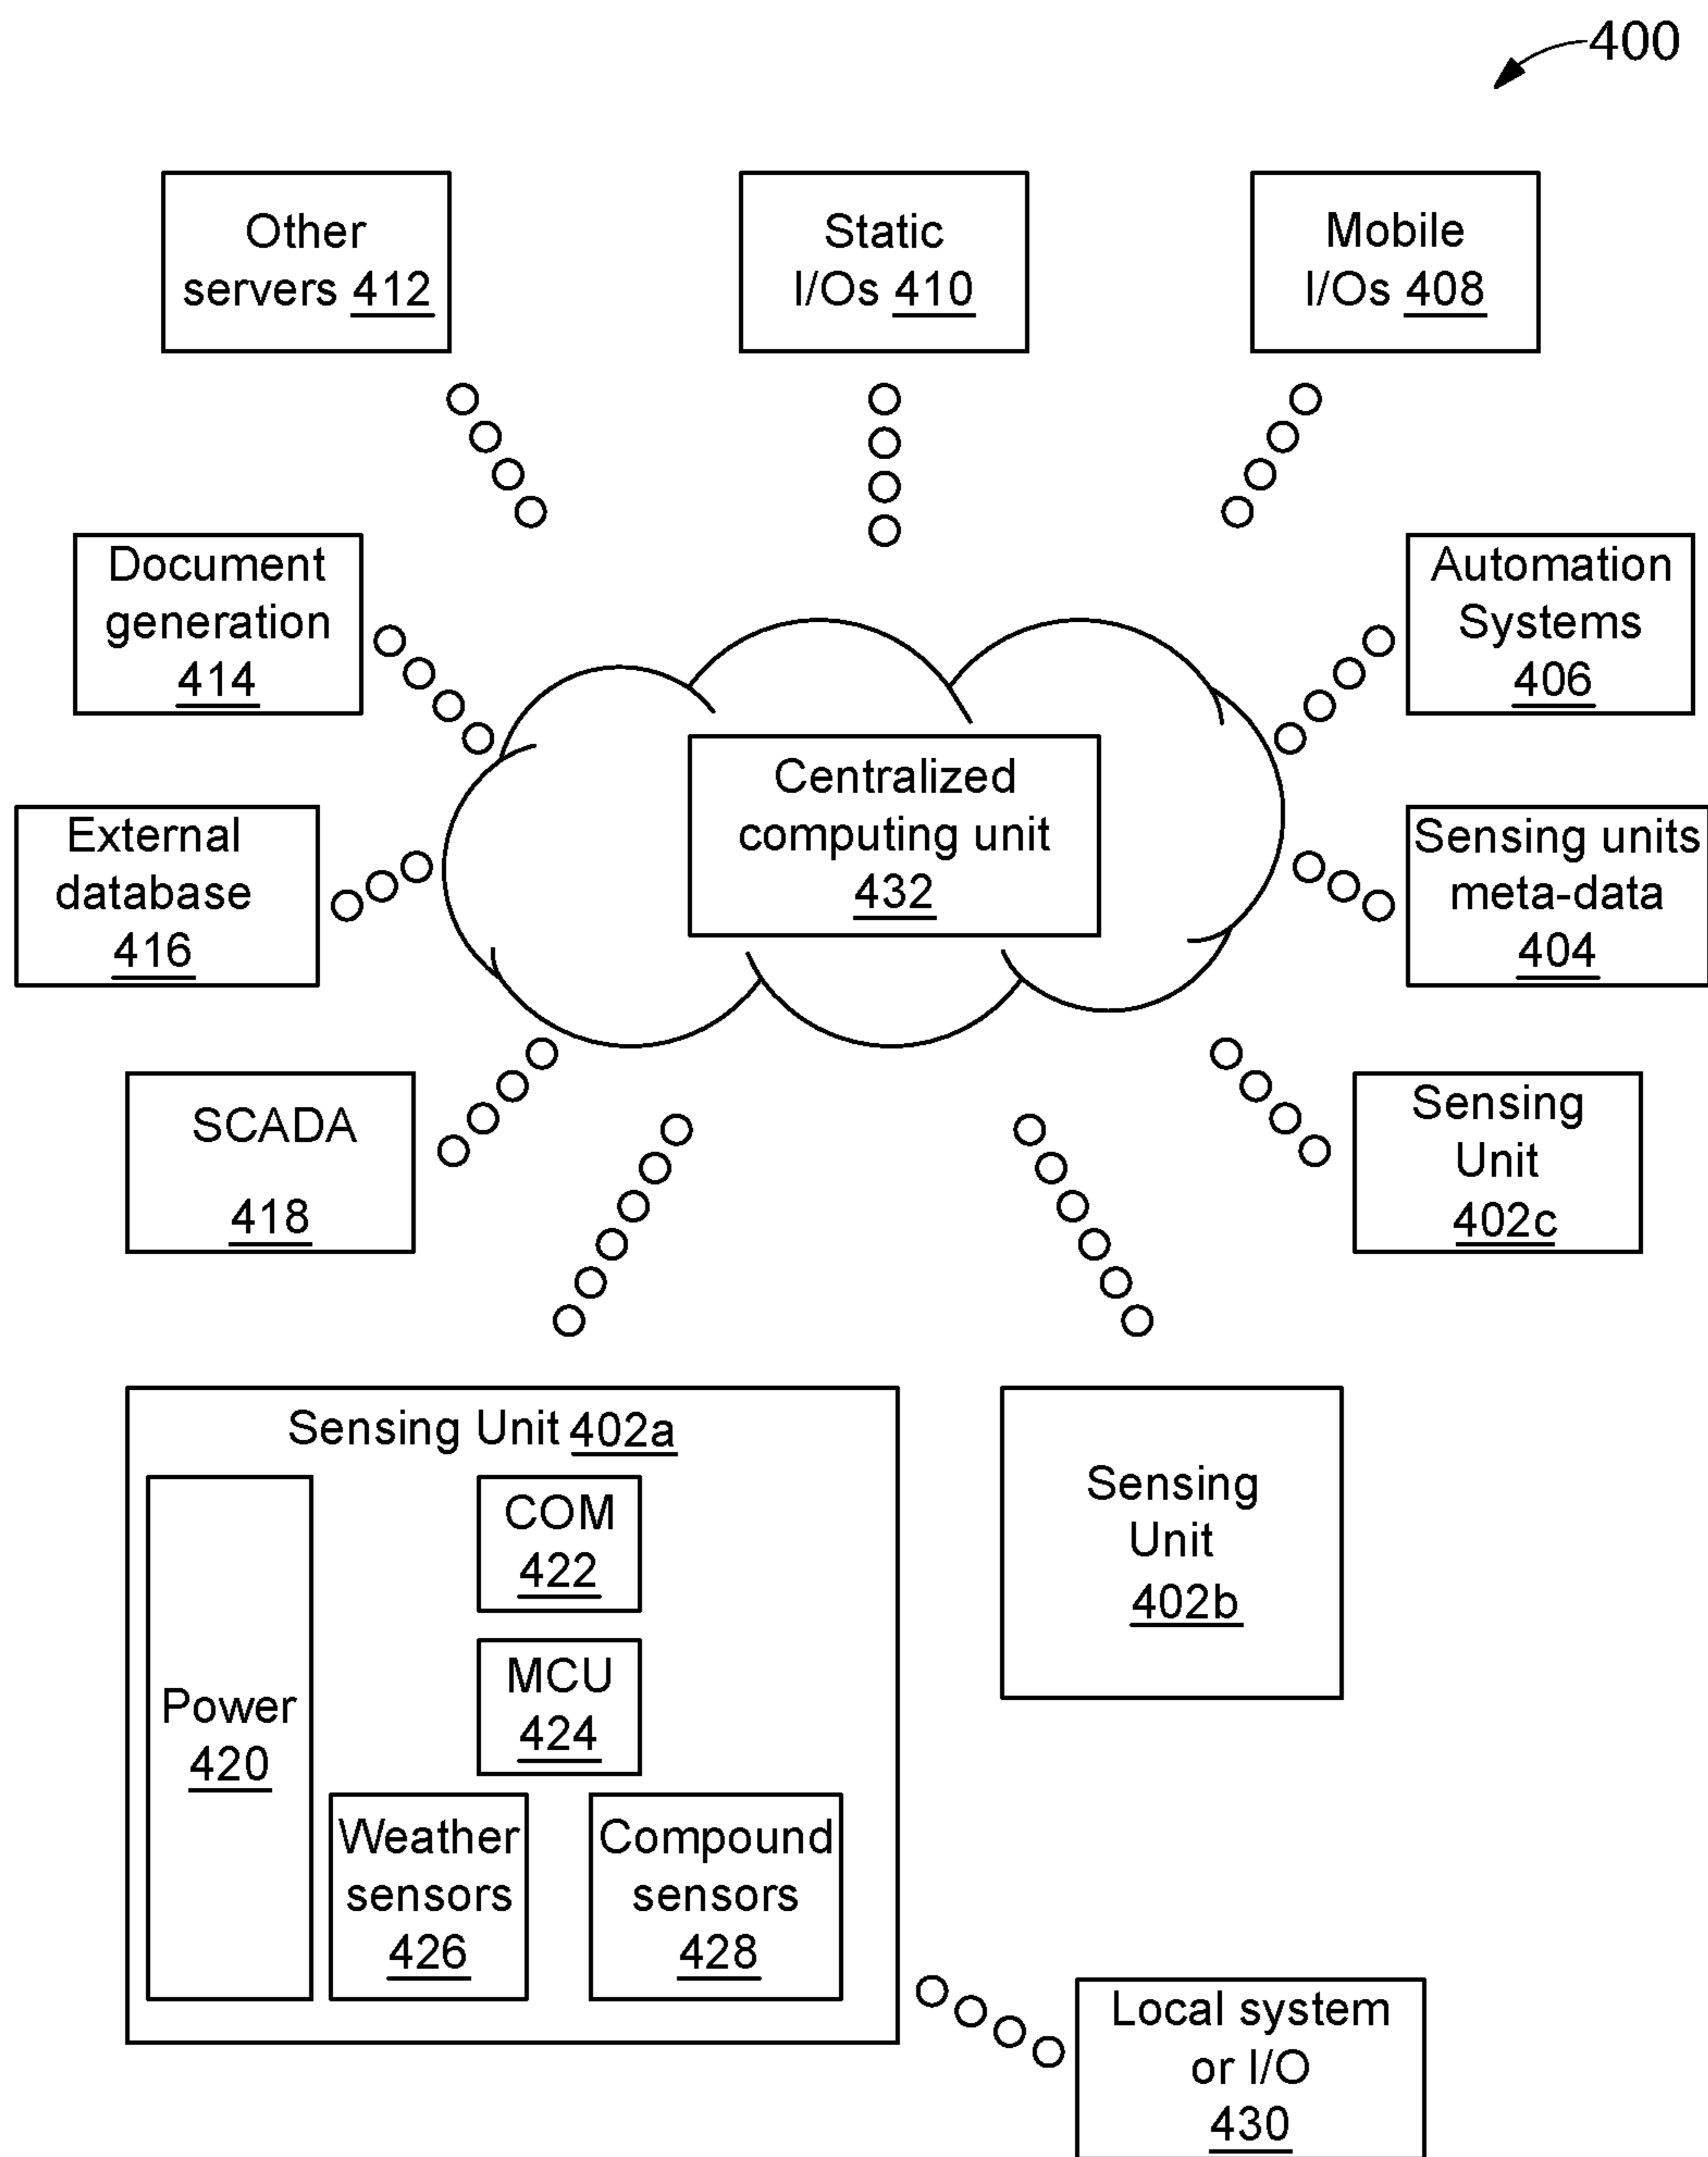 400
Other
servers 412
Static
I/Os 410
Mobile
I/Os 408
Document
generation
414
Automation
Systems
406
Centralized
computing unit
432
External
database
416
Sensing units
meta-data
404
SCADA
418
Sensing
Unit
402c
Sensing Unit 402a
COM
422
MCU
424
Power
420
Weather
sensors
426
Compound
sensors
428
Sensing
Unit
402b
Local system
or I/O
430